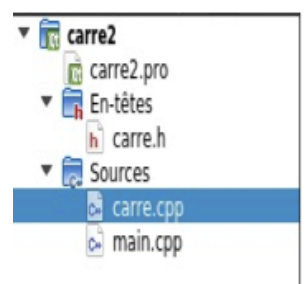 carre2
carre2.pro
En-têtes
carre.h
Sources
carre.cpp
main.cpp